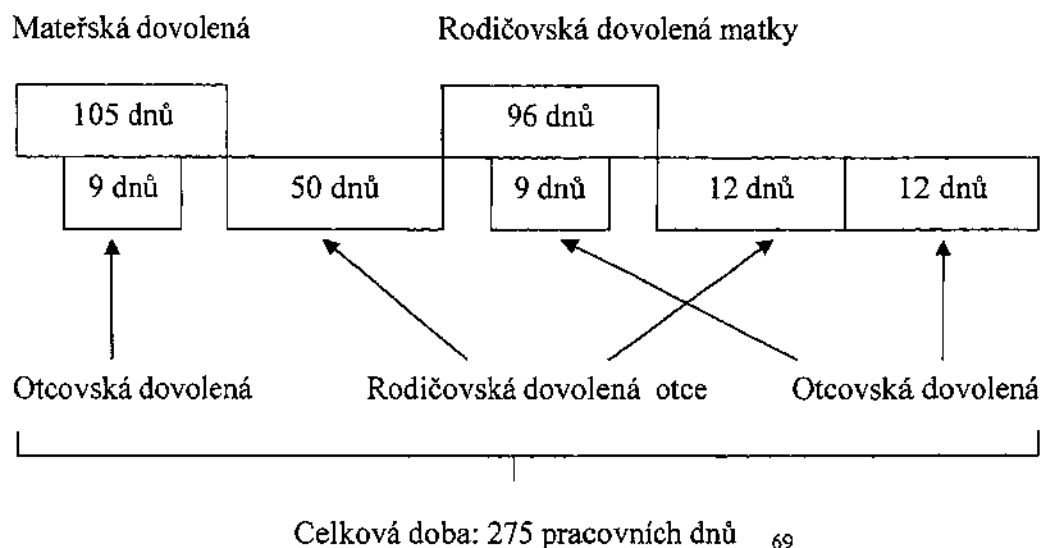 Mateřská dovolená Rodičovská dovolená matky
105 dnů 96 dnů
9 dnů 50 dnů 9 dnů 12 dnů 12 dnů
Otcovská dovolená Rodičovská dovolená otce Otcovská dovolená
Celková doba: 275 pracovních dnů 69